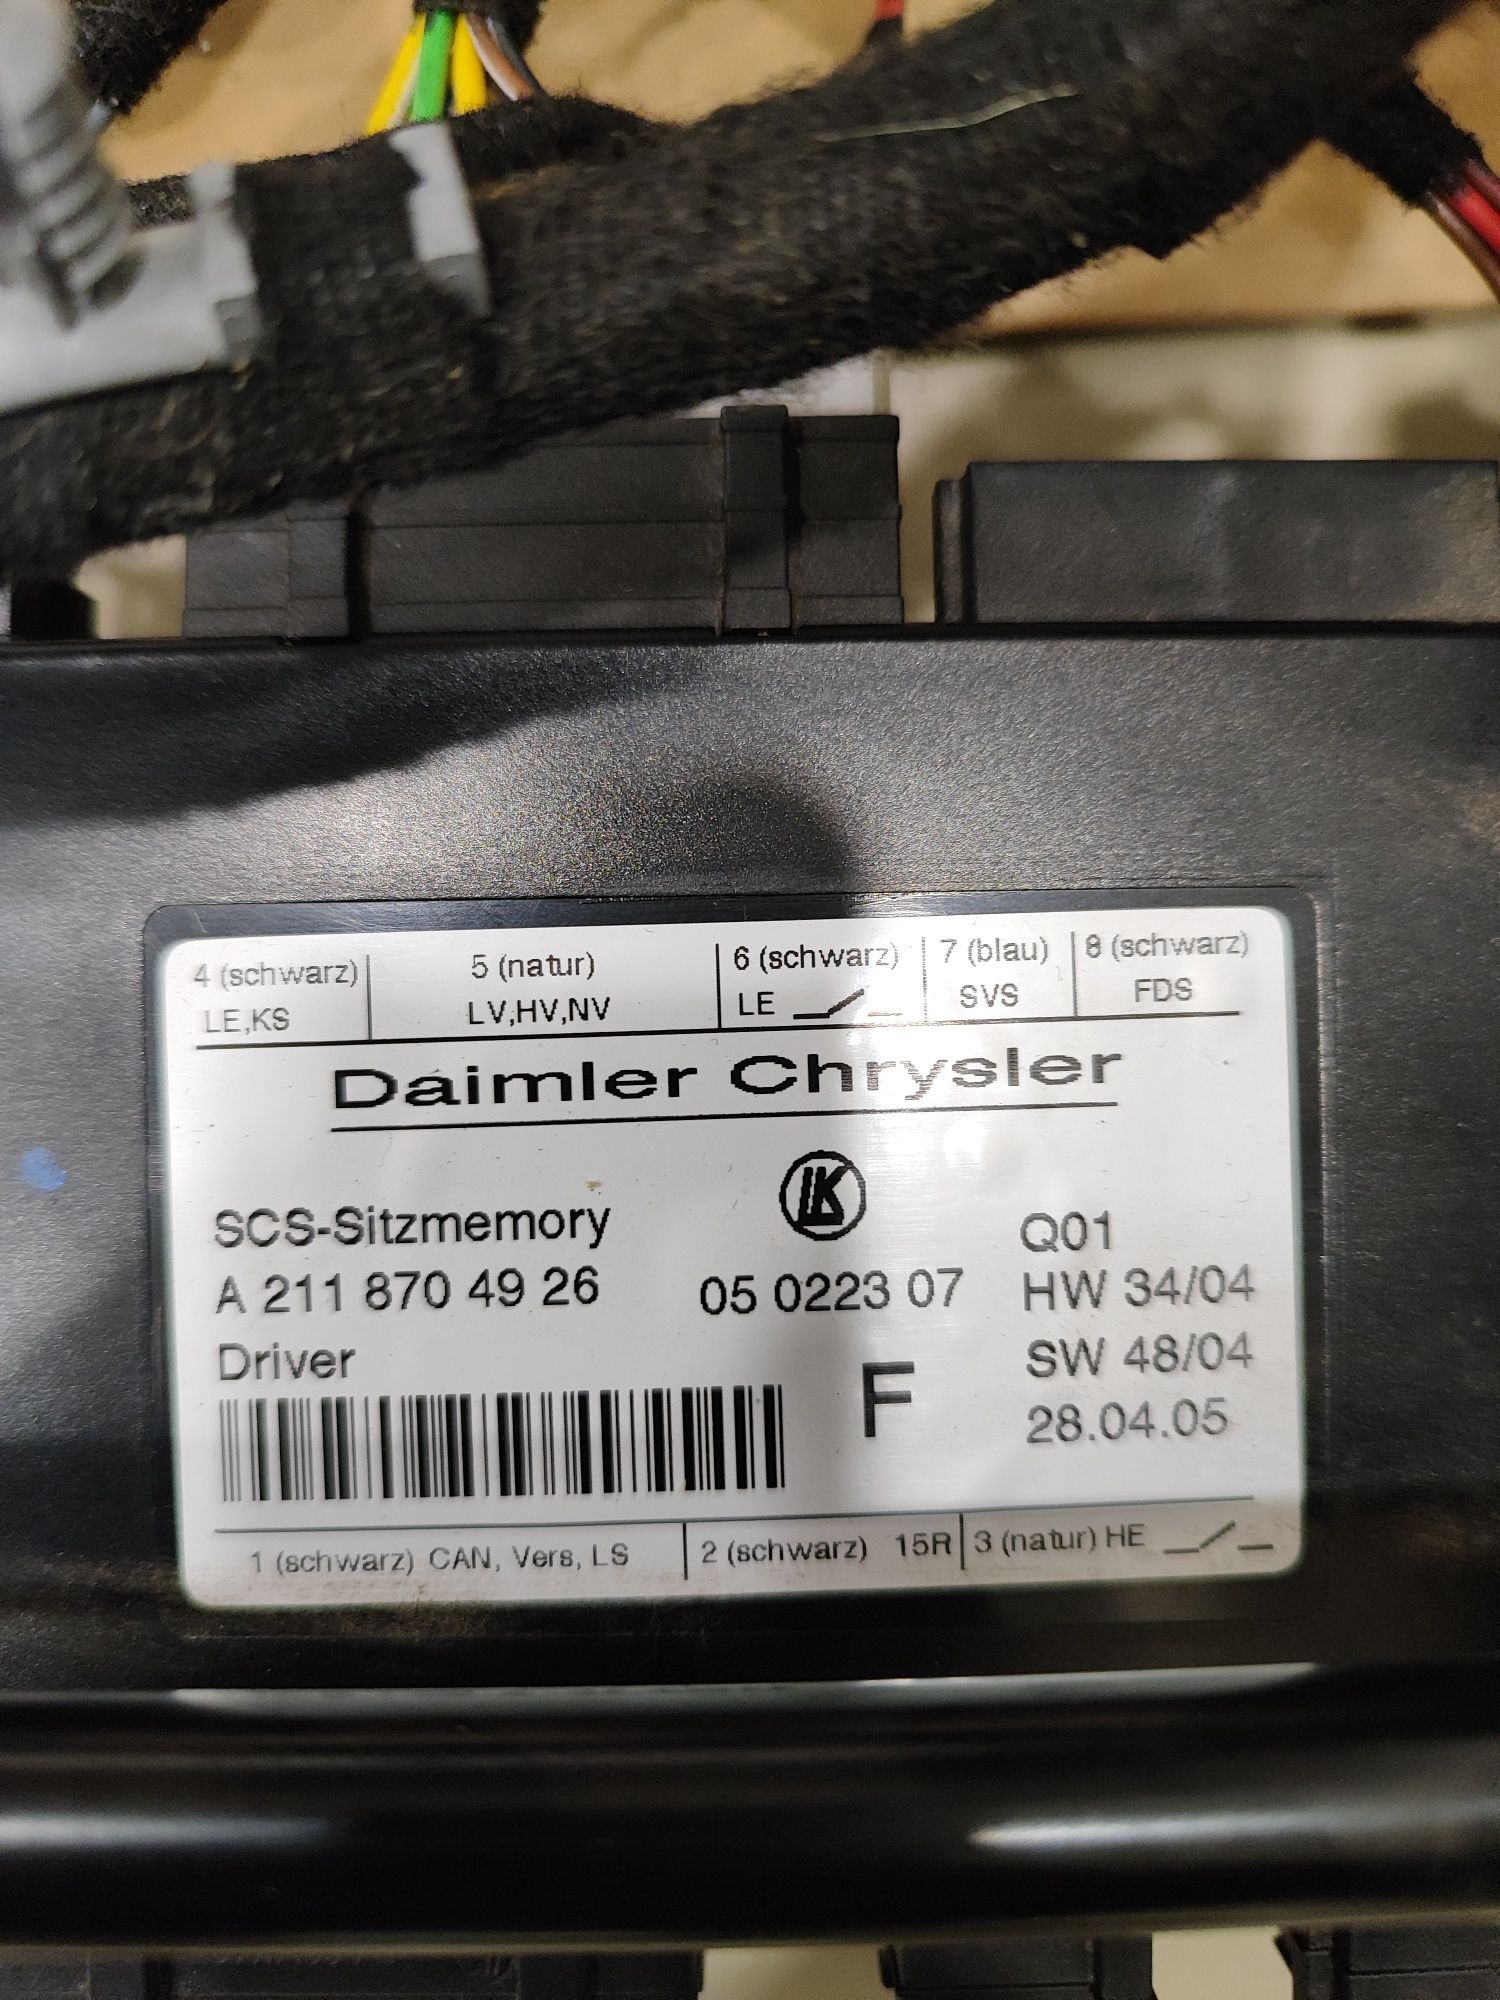 4 (schwarz) 5 (natur) 6 (schwarz) 7 (blau) 8 (schwarz)
LE,KS LV,HV,NV LE SVS FDS
Daimler Chrysler
LK
SCS-Sitzmemory Q01
A 211 870 49 26 05 0223 07 HW 34/04
Driver SW 48/04
F 28.04.05
1 (schwarz) CAN, Vers, LS 2 (schwarz) 15R 3 (natur) HE